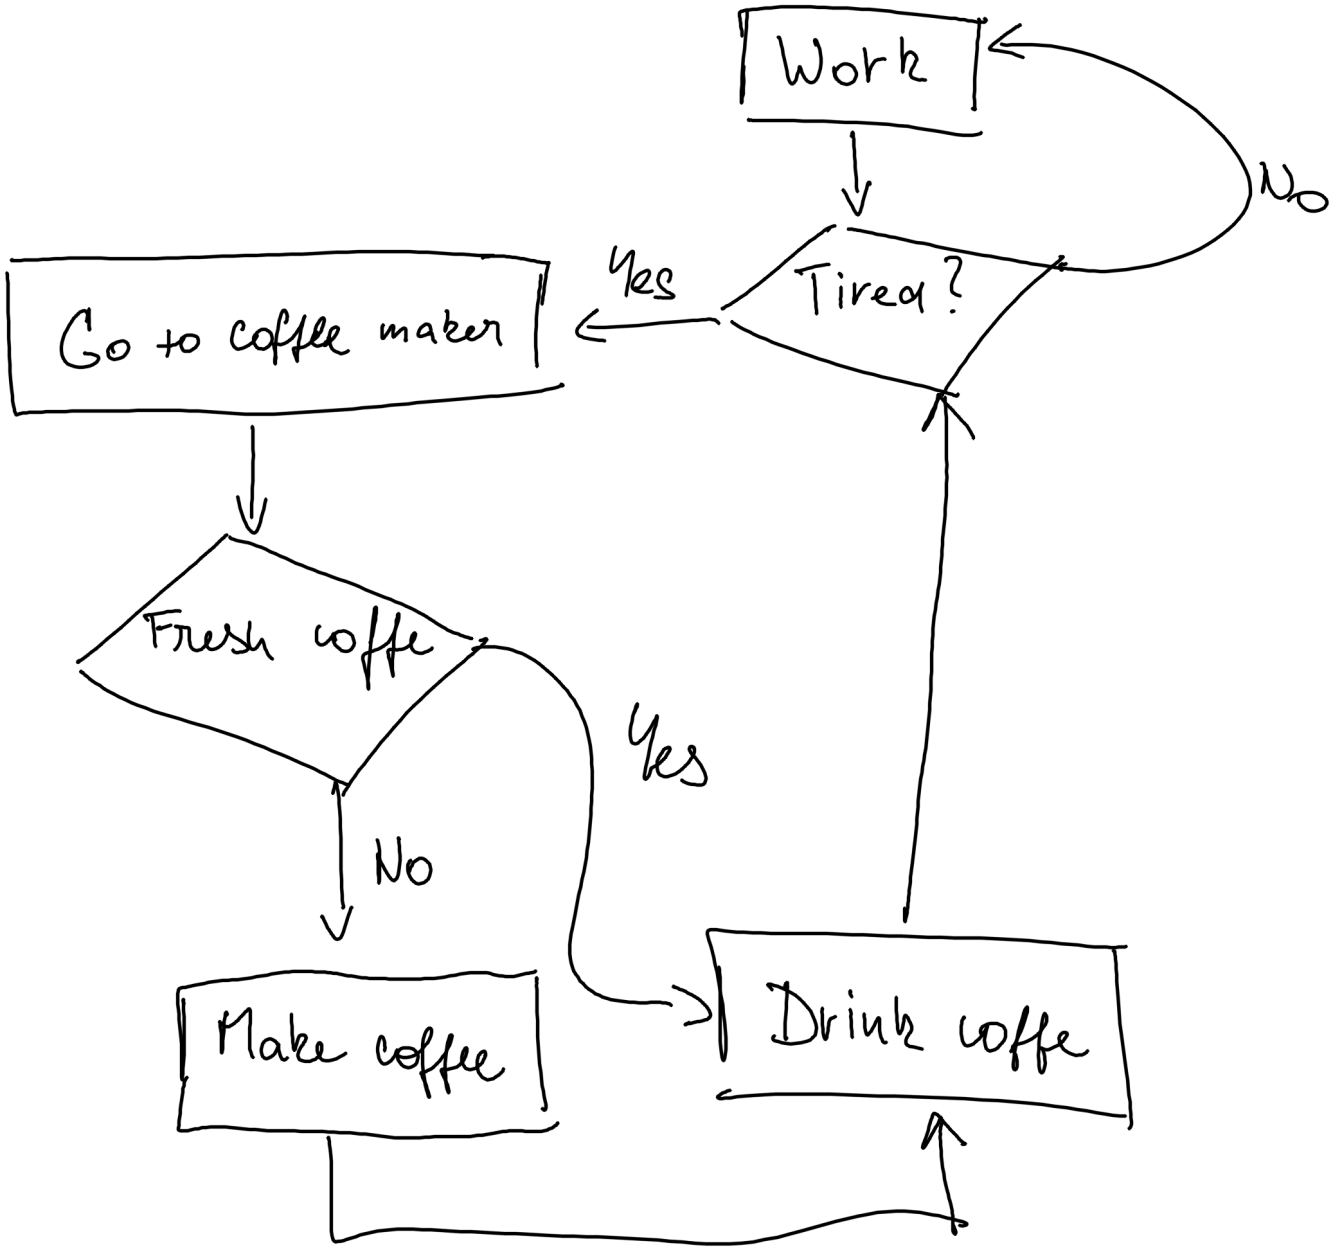 Work
No
Tired?
Yes
Go to coffee maker
Fresh coffe
Yes
No
Make coffee
Drink coffe